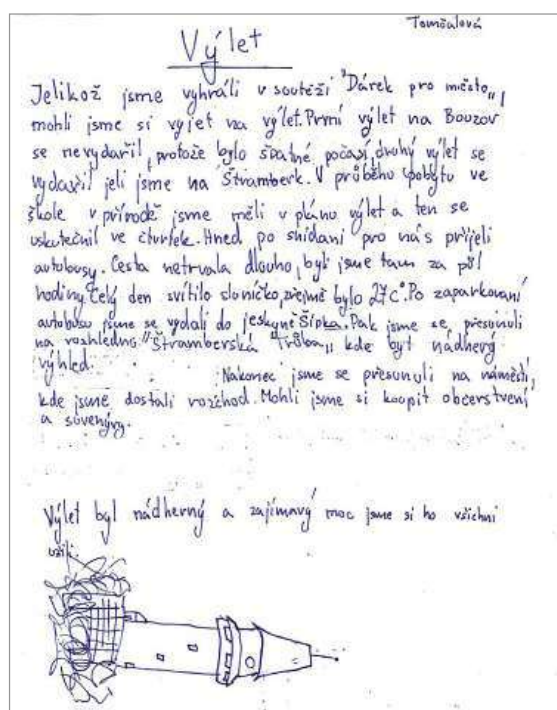 Tomčalová
Výlet
Jelikož jsme vyhráli v soutěži "Dárek pro město„,
mohli jsme si vyjet na výlet. První výlet na Bouzov
se nevydařil, protože bylo špatné počasí, druhý výlet se
vydařil jeli jsme na Štramberk. V průběhu pobytu ve
škole v přírodě jsme měli v plánu výlet a ten se
uskutečnil ve čtvrtek. Hned po snídani pro nás přijeli
autobusy. Cesta netrvala dlouho, byli jsme tam za půl
hodiny. Celý den svítilo sluníčko, zřejmě bylo 27 c°. Po zaparkovaní
autobusu jsme se vydali do jeskyně Šipka. Pak jsme se přesunuli
na rozhlednu "Štramberská Trúba„ kde byl nádherý
výhled.
Nakonec jsme se přesunuli na náměstí,
kde jsme dostali rozchod. Mohli jsme si koupit občerstvení
a suvenýry.
Výlet byl nádherný a zajímavý moc jsme si ho všichni
užili.